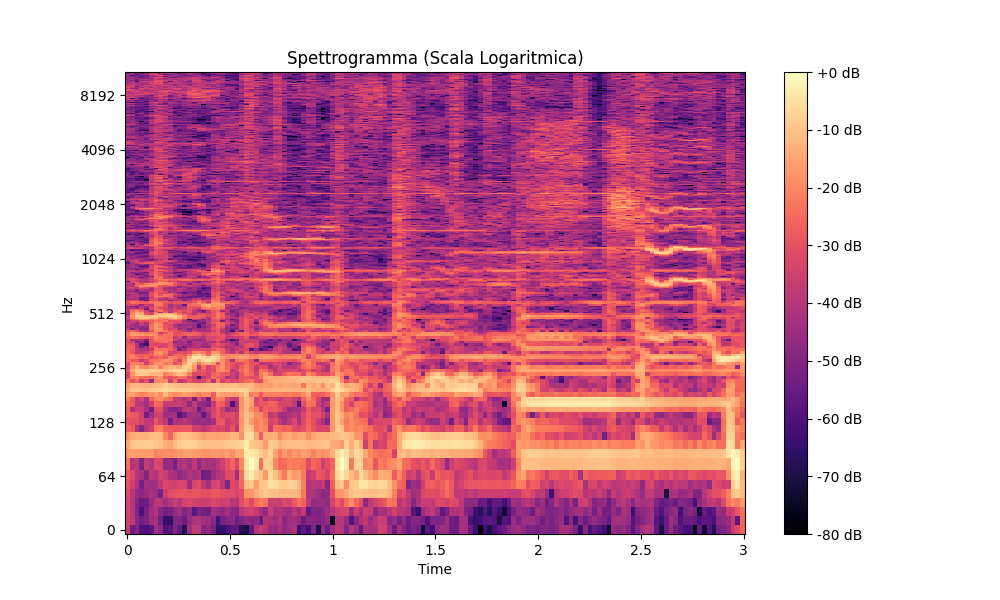 Spettrogramma (Scala Logaritmica)
Hz
8192
4096
2048
1024
512
256
128
64
0
0 0.5 1 1.5 2 2.5 3
Time
+0 dB
-10 dB
-20 dB
-30 dB
-40 dB
-50 dB
-60 dB
-70 dB
-80 dB